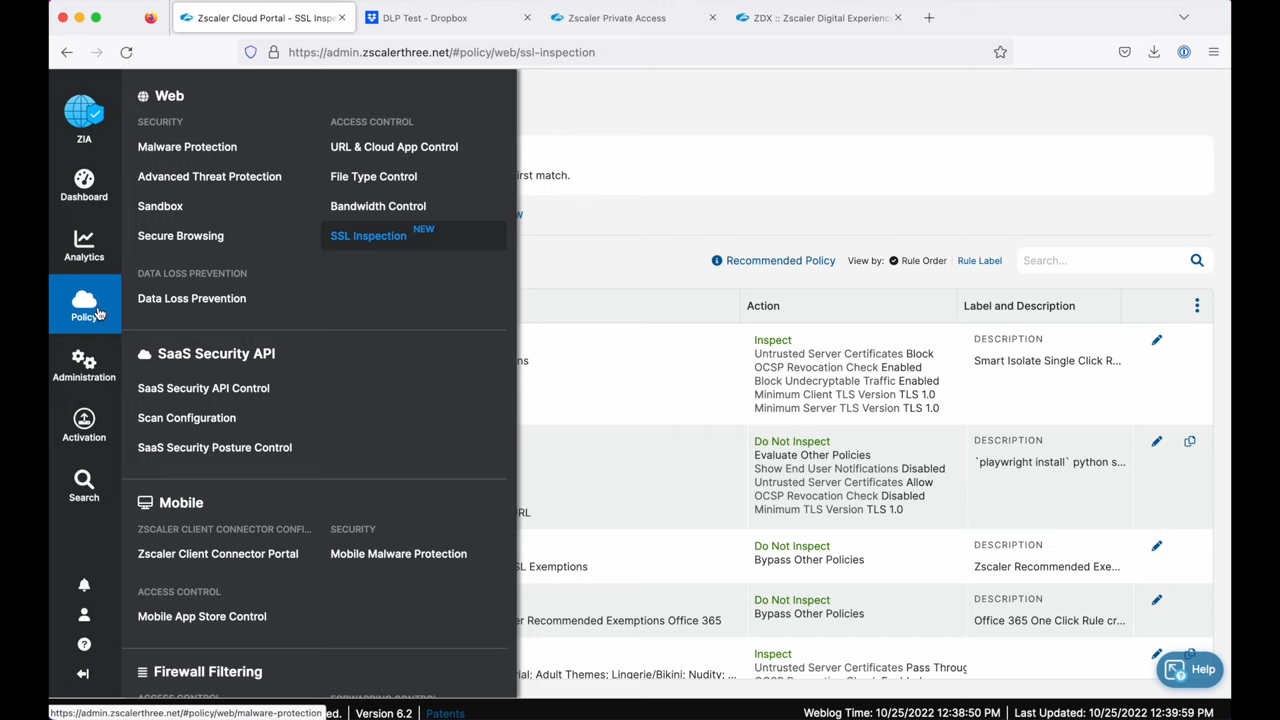 Zscaler Cloud Portal - SSL Inspe
DLP Test - Dropbox
Zscaler Private Access
ZDX :: Zscaler Digital Experienc
https://admin.zscalerthree.net/#policy/web/ssl-inspection
ZIA
Dashboard
Analytics
Policy
Administration
Activation
Search
Web
SECURITY
ACCESS CONTROL
Malware Protection
URL & Cloud App Control
Advanced Threat Protection
File Type Control
Sandbox
Bandwidth Control
Secure Browsing
SSL Inspection NEW
DATA LOSS PREVENTION
Data Loss Prevention
SaaS Security API
SaaS Security API Control
Scan Configuration
SaaS Security Posture Control
Mobile
ZSCALER CLIENT CONNECTOR CONFI...
SECURITY
Zscaler Client Connector Portal
Mobile Malware Protection
ACCESS CONTROL
Mobile App Store Control
Firewall Filtering
ACCESS CONTROL
FORWARDING CONTROL
irst match.
w
Recommended Policy View by: Rule Order Rule Label Search...
Action
Label and Description
ns
Inspect
Untrusted Server Certificates Block
OCSP Revocation Check Enabled
Block Undecryptable Traffic Enabled
Minimum Client TLS Version TLS 1.0
Minimum Server TLS Version TLS 1.0
DESCRIPTION
Smart Isolate Single Click R...
RL
Do Not Inspect
Evaluate Other Policies
Show End User Notifications Disabled
Untrusted Server Certificates Allow
OCSP Revocation Check Disabled
Minimum TLS Version TLS 1.0
DESCRIPTION
`playwright install` python s...
SL Exemptions
Do Not Inspect
Bypass Other Policies
DESCRIPTION
Zscaler Recommended Exe...
er Recommended Exemptions Office 365
Do Not Inspect
Bypass Other Policies
DESCRIPTION
Office 365 One Click Rule cr...
ial; Adult Themes; Lingerie/Bikini; Nudity; ...
Inspect
Untrusted Server Certificates Pass Throug
Help
https://admin.zscalerthree.net/#policy/web/malware-protection
ed.
Version 6.2
Patents
Weblog Time: 10/25/2022 12:38:50 PM
Last Updated: 10/25/2022 12:39:59 PM